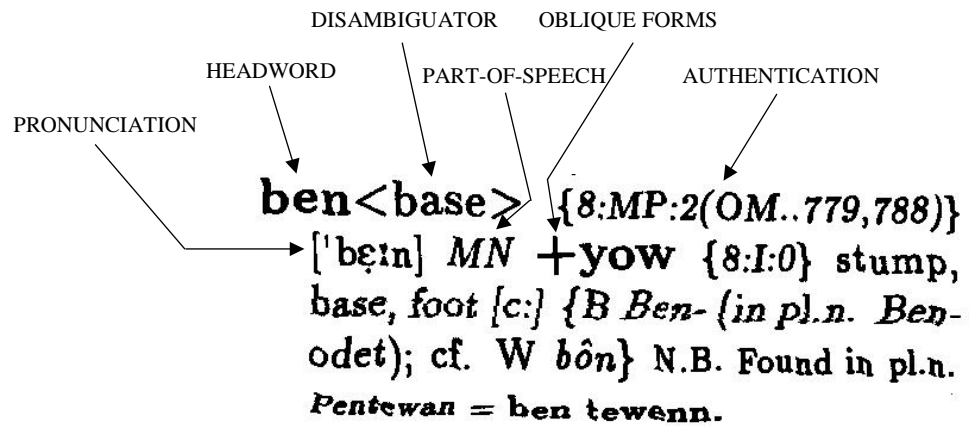 DISAMBIGUATOR OBLIQUE FORMS
HEADWORD PART-OF-SPEECH AUTHENTICATION
PRONUNCIATION
ben<base> {8:MP:2(OM..779,788)}
[ˈbẹːn] MN +yow {8:I:0} stump,
base, foot [c:] {B Ben- (in pl.n. Ben-
odet); cf. W bôn} N.B. Found in pl.n.
Pentewan = ben tewenn.